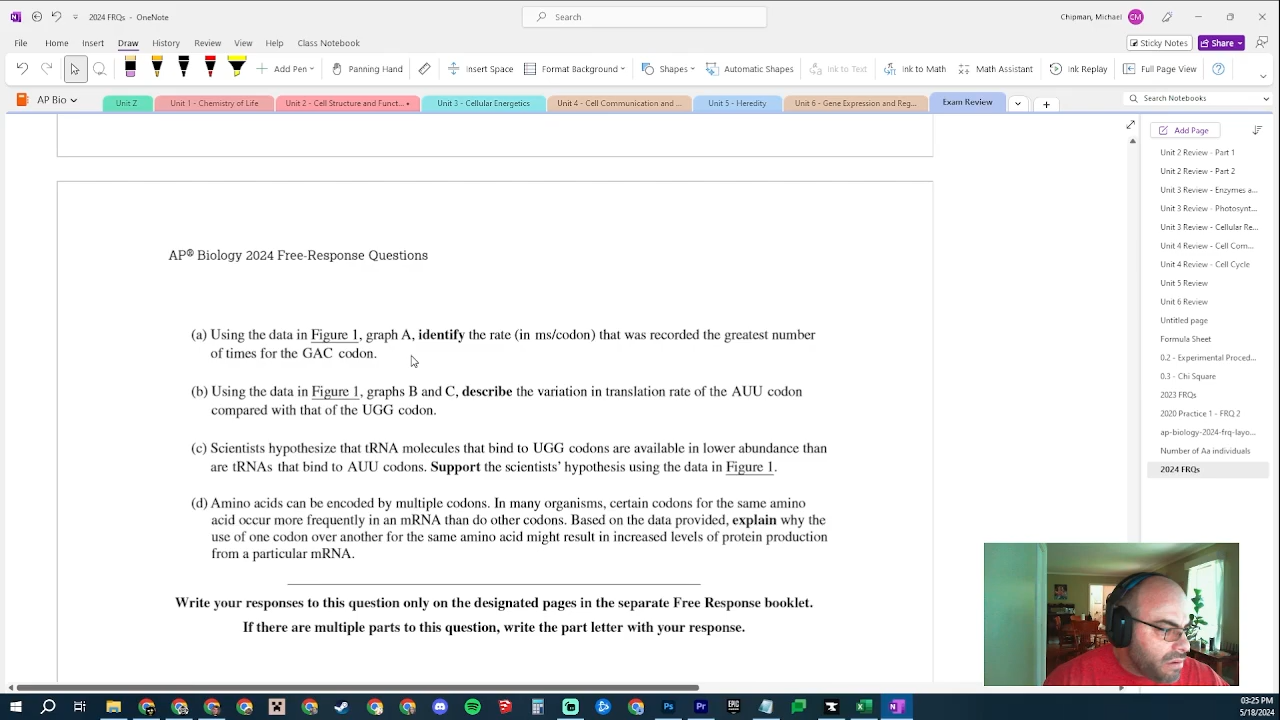 2024 FRQs - OneNote
Search
Chipman, Michael
CM
File
Home
Insert
Draw
History
Review
View
Help
Class Notebook
Sticky Notes
Share
Add Pen
Panning Hand
Insert Space
Format Background
Shapes
Automatic Shapes
Ink to Text
Ink to Math
Math Assistant
Ink Replay
Full Page View
AP Bio
Unit Z
Unit 1 - Chemistry of Life
Unit 2 - Cell Structure and Funct...
Unit 3 - Cellular Energetics
Unit 4 - Cell Communication and ...
Unit 5 - Heredity
Unit 6 - Gene Expression and Reg...
Exam Review
Search Notebooks
Add Page
Unit 2 Review - Part 1
Unit 2 Review - Part 2
Unit 3 Review - Enzymes a...
Unit 3 Review - Photosynt...
Unit 3 Review - Cellular Re...
Unit 4 Review - Cell Com...
Unit 4 Review - Cell Cycle
Unit 5 Review
Unit 6 Review
Untitled page
Formula Sheet
0.2 - Experimental Proced...
0.3 - Chi Square
2023 FRQs
2020 Practice 1 - FRQ 2
ap-biology-2024-frq-layo...
Number of Aa individuals
2024 FRQs
AP® Biology 2024 Free-Response Questions
(a) Using the data in Figure 1, graph A, identify the rate (in ms/codon) that was recorded the greatest number
of times for the GAC codon.
(b) Using the data in Figure 1, graphs B and C, describe the variation in translation rate of the AUU codon
compared with that of the UGG codon.
(c) Scientists hypothesize that tRNA molecules that bind to UGG codons are available in lower abundance than
are tRNAs that bind to AUU codons. Support the scientists' hypothesis using the data in Figure 1.
(d) Amino acids can be encoded by multiple codons. In many organisms, certain codons for the same amino
acid occur more frequently in an mRNA than do other codons. Based on the data provided, explain why the
use of one codon over another for the same amino acid might result in increased levels of protein production
from a particular mRNA.
Write your responses to this question only on the designated pages in the separate Free Response booklet.
If there are multiple parts to this question, write the part letter with your response.
03:25 PM
5/18/2024